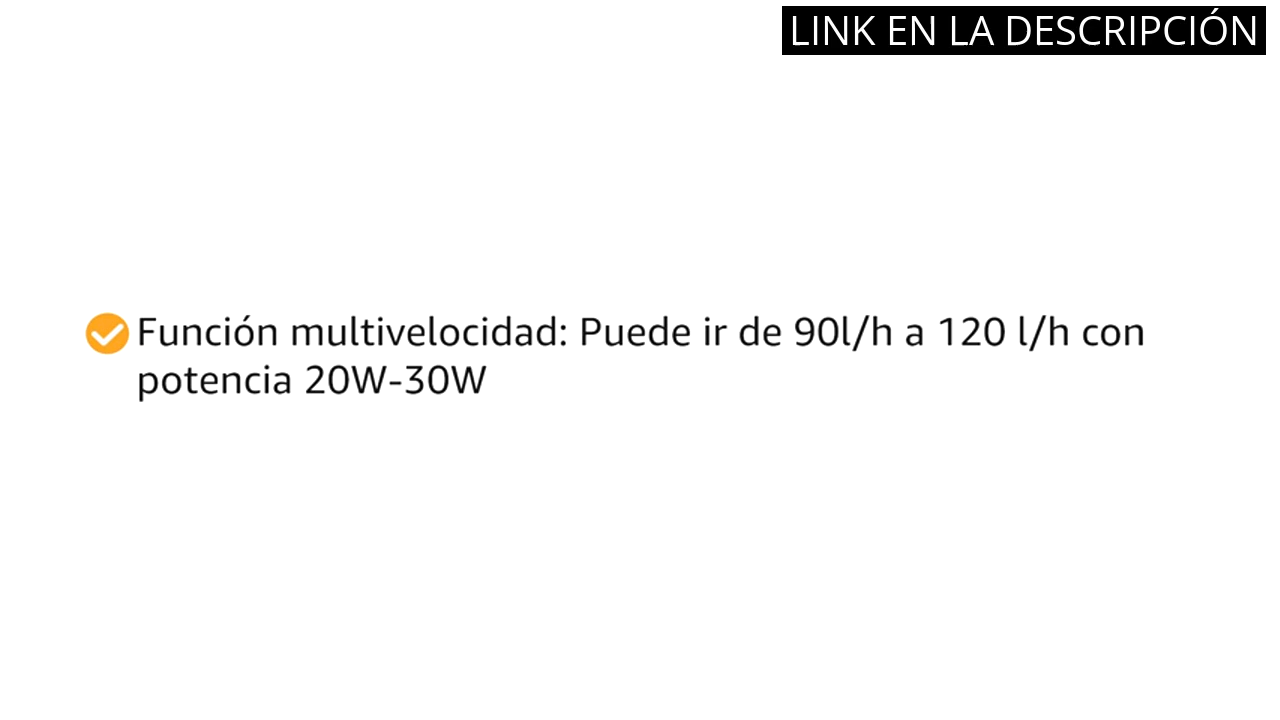 LINK EN LA DESCRIPCIÓN
Función multivelocidad: Puede ir de 90l/h a 120 l/h con
potencia 20W-30W